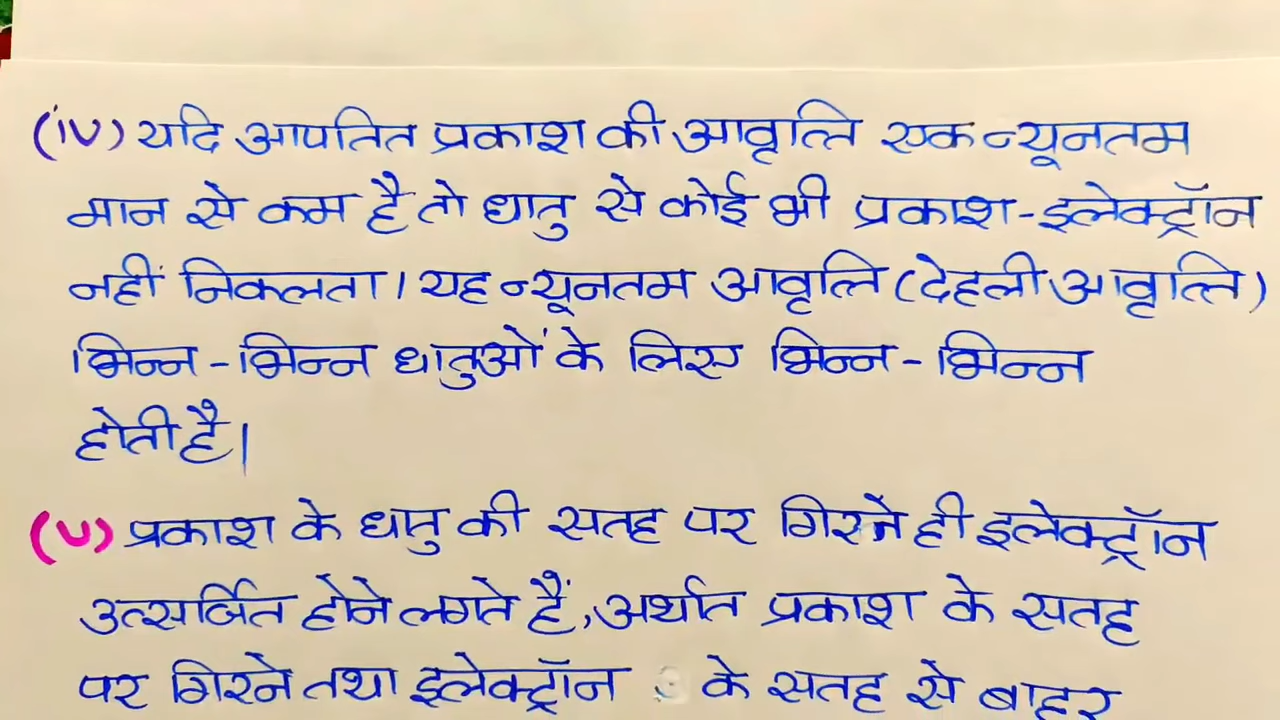 (iv) यदि आपतित प्रकाश की आवृत्ति एक न्यूनतम
मान से कम है तो धातु से कोई भी प्रकाश-इलेक्ट्रॉन
नहीं निकलता। यह न्यूनतम आवृत्ति (देहली आवृत्ति)
भिन्न-भिन्न धातुओं के लिए भिन्न-भिन्न
होती है।
(v) प्रकाश के धातु की सतह पर गिरने ही इलेक्ट्रॉन
उत्सर्जित होने लगते हैं, अर्थात प्रकाश के सतह
पर गिरने तथा इलेक्ट्रॉन के सतह से बाहर